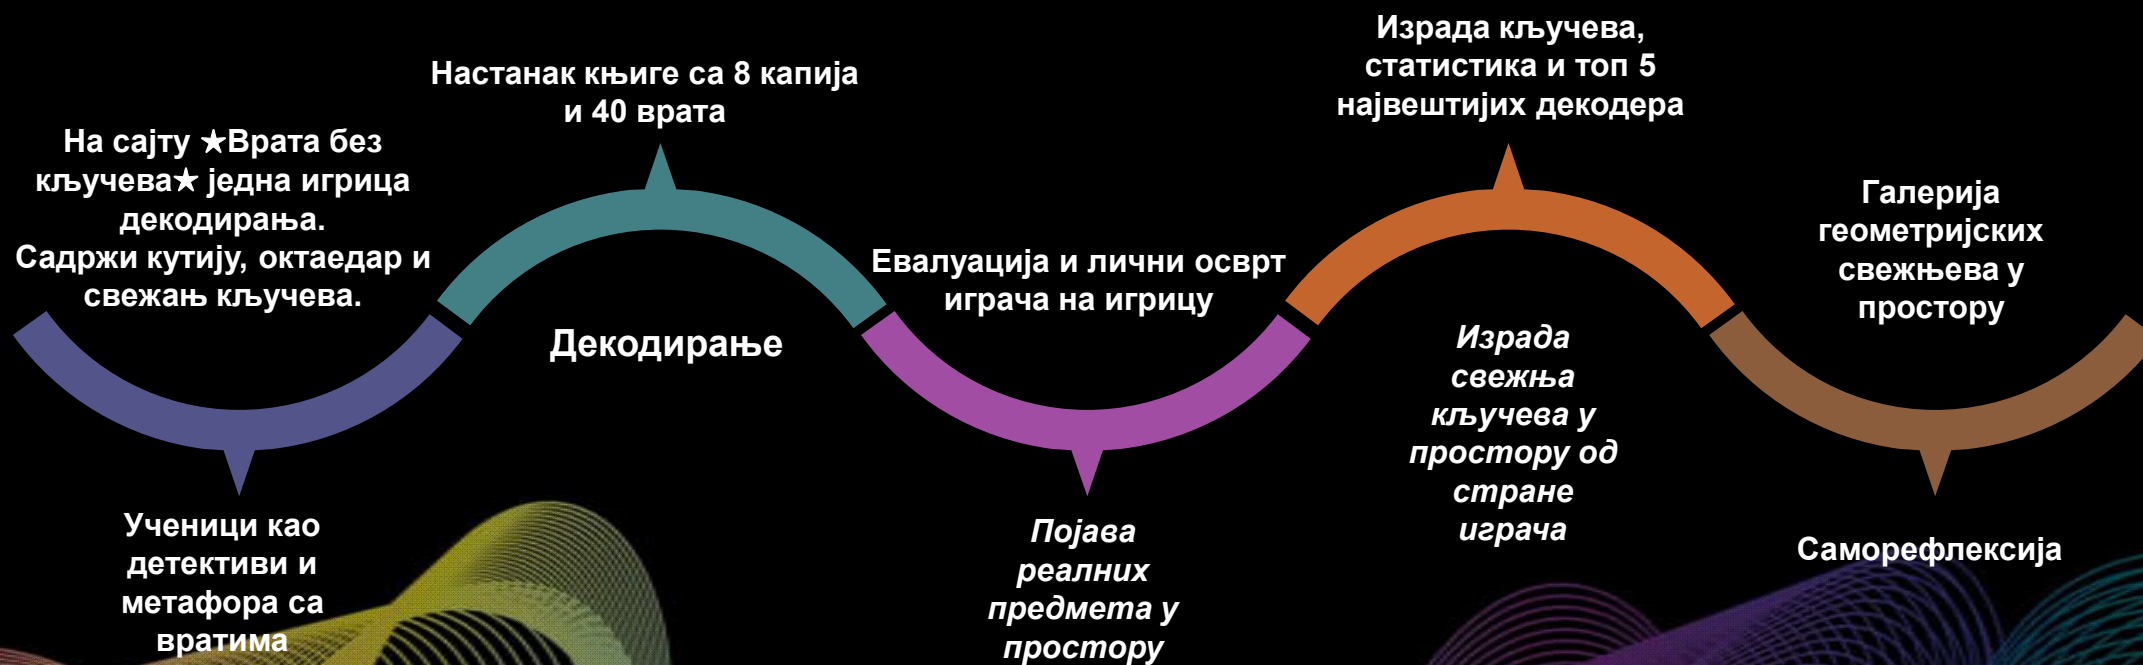 На сајту ★Врата без
кључева★ једна игрица
декодирања.
Садржи кутију, октаедар и
свежањ кључева.
Ученици као
детективи и
метафора са
вратима
Настанак књиге са 8 капија
и 40 врата
Декодирање
Евалуација и лични осврт
играча на игрицу
Појава
реалних
предмета у
простору
Израда кључева,
статистика и топ 5
највештијих декодера
Израда
свежња
кључева у
простору од
стране
играча
Галерија
геометријских
свежњева у
простору
Саморефлексија